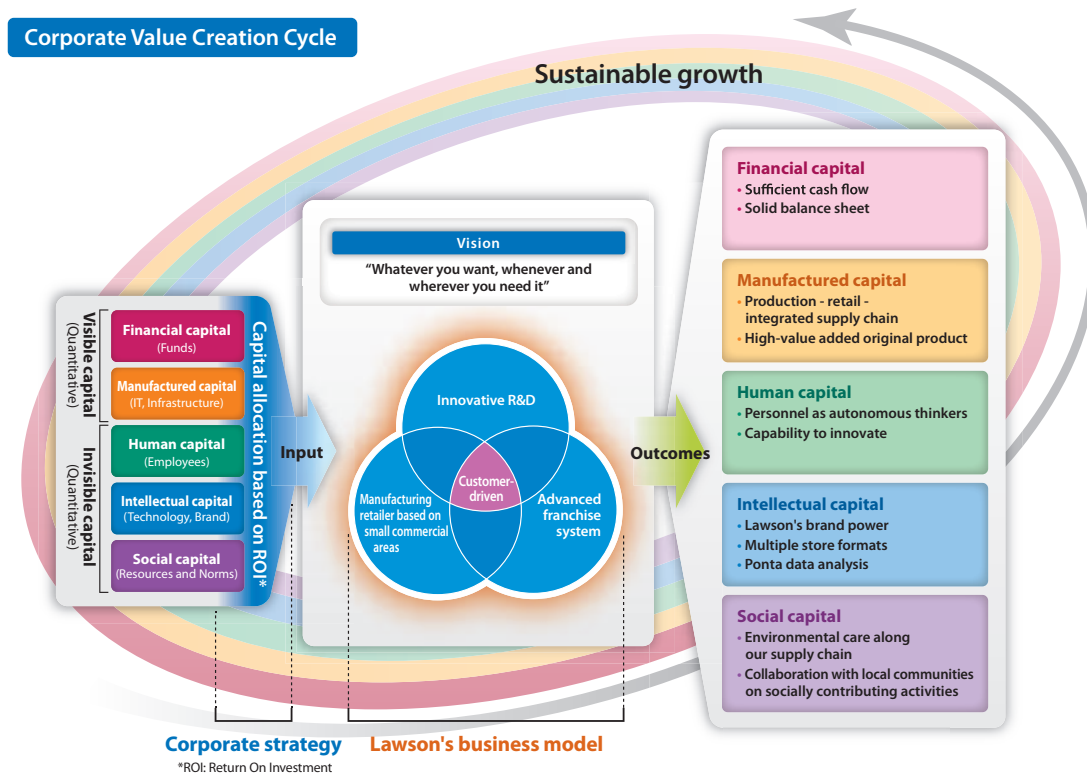 Corporate Value Creation Cycle
Sustainable growth
Visible capital
(Quantitative)
Invisible capital
(Quantitative)
Financial capital
(Funds)
Manufactured capital
(IT, Infrastructure)
Human capital
(Employees)
Intellectual capital
(Technology, Brand)
Social capital
(Resources and Norms)
Capital allocation based on ROI*
Input
Vision
“Whatever you want, whenever and
wherever you need it”
Innovative R&D
Customer-
driven
Manufacturing
retailer based on
small commercial
areas
Advanced
franchise
system
Outcomes
Financial capital
• Sufficient cash flow
• Solid balance sheet
Manufactured capital
• Production - retail -
integrated supply chain
• High-value added original product
Human capital
• Personnel as autonomous thinkers
• Capability to innovate
Intellectual capital
• Lawson's brand power
• Multiple store formats
• Ponta data analysis
Social capital
• Environmental care along
our supply chain
• Collaboration with local communities
on socially contributing activities
Corporate strategy
Lawson's business model
*ROI: Return On Investment